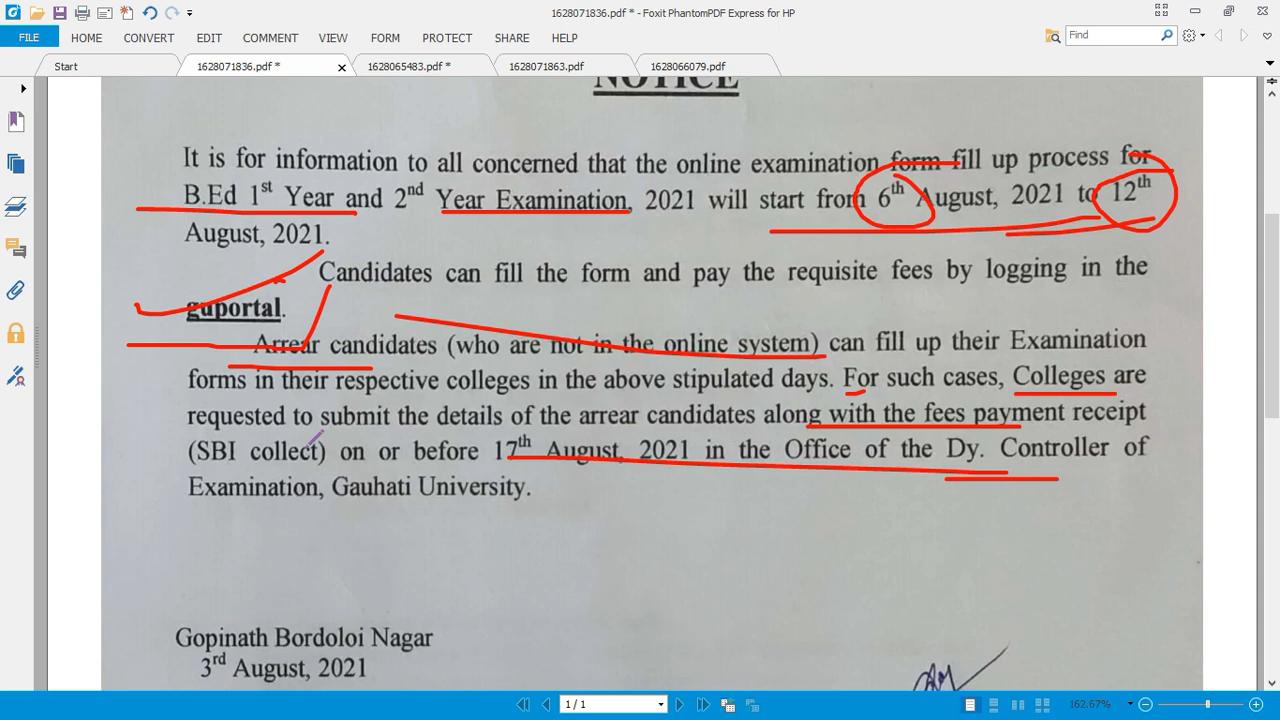 1628071836.pdf * - Foxit PhantomPDF Express for HP
FILE HOME CONVERT EDIT COMMENT VIEW FORM PROTECT SHARE HELP
Find
Start
1628071836.pdf *
1628065483.pdf *
1628071863.pdf
1628066079.pdf
NOTICE
It is for information to all concerned that the online examination form fill up process for
B.Ed 1st Year and 2nd Year Examination, 2021 will start from 6th August, 2021 to 12th
August, 2021.
Candidates can fill the form and pay the requisite fees by logging in the
guportal.
Arrear candidates (who are not in the online system) can fill up their Examination
forms in their respective colleges in the above stipulated days. For such cases, Colleges are
requested to submit the details of the arrear candidates along with the fees payment receipt
(SBI collect) on or before 17th August, 2021 in the Office of the Dy. Controller of
Examination, Gauhati University.
Gopinath Bordoloi Nagar
3rd August, 2021
1 / 1
162.67%